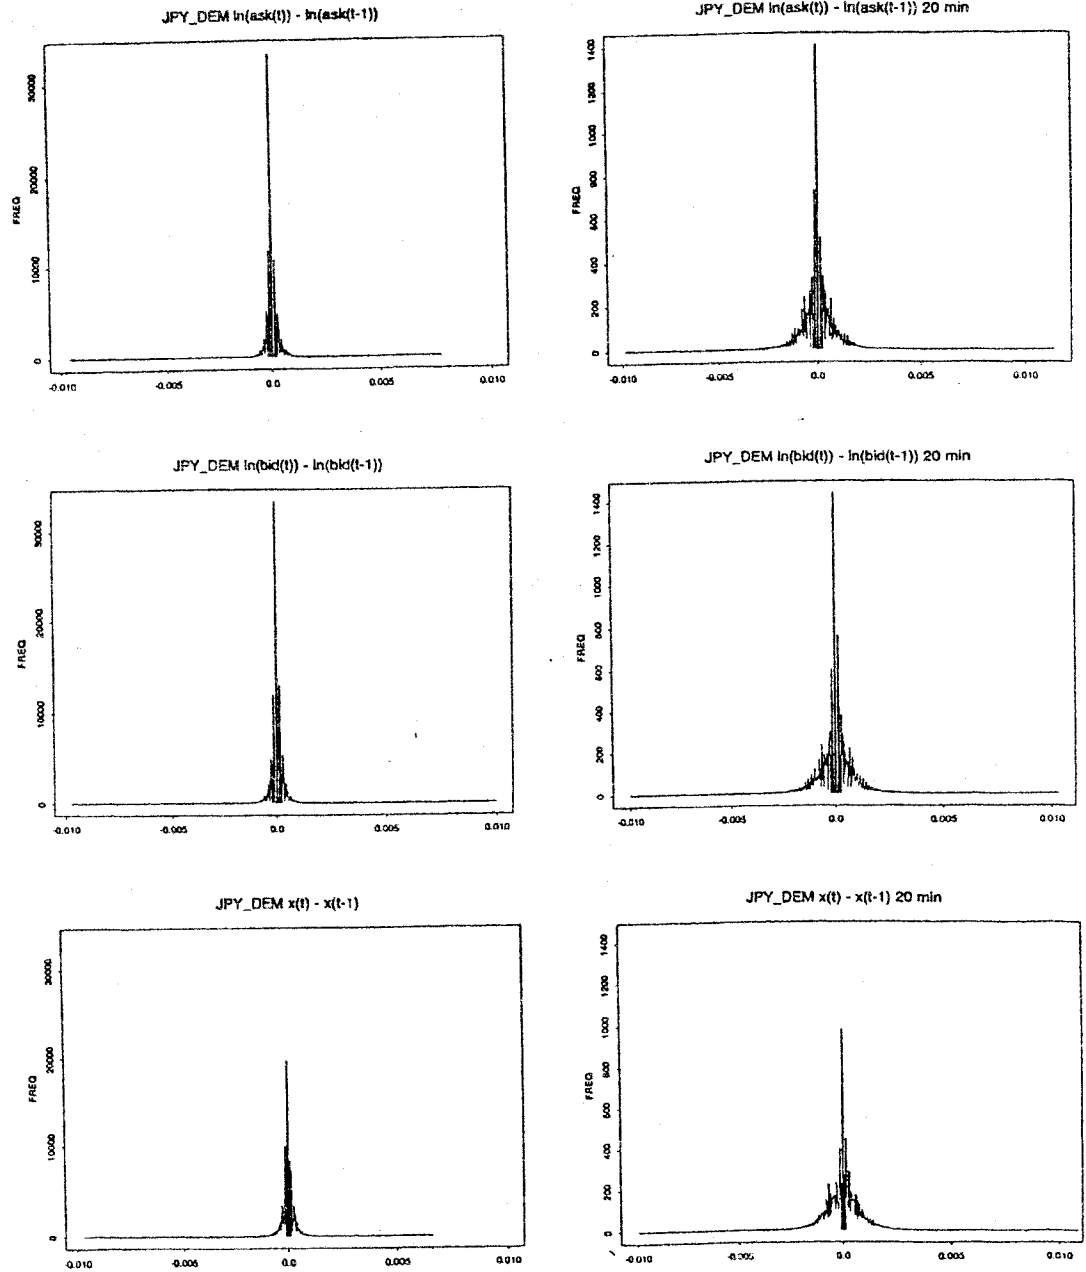 JPY_DEM ln(ask(t)) - ln(ask(t-1))
FREQ
30000
20000
10000
0
-0.010 -0.005 0.0 0.005 0.010
JPY_DEM ln(ask(t)) - ln(ask(t-1)) 20 min
FREQ
1400
1200
1000
800
600
400
200
0
-0.010 -0.005 0.0 0.005 0.010
JPY_DEM ln(bid(t)) - ln(bid(t-1))
FREQ
30000
20000
10000
0
-0.010 -0.005 0.0 0.005 0.010
JPY_DEM ln(bid(t)) - ln(bid(t-1)) 20 min
FREQ
1400
1200
1000
800
600
400
200
0
-0.010 -0.005 0.0 0.005 0.010
JPY_DEM x(t) - x(t-1)
FREQ
30000
20000
10000
0
-0.010 -0.005 0.0 0.005 0.010
JPY_DEM x(t) - x(t-1) 20 min
FREQ
1400
1200
1000
800
600
400
200
0
-0.010 -0.005 0.0 0.005 0.010